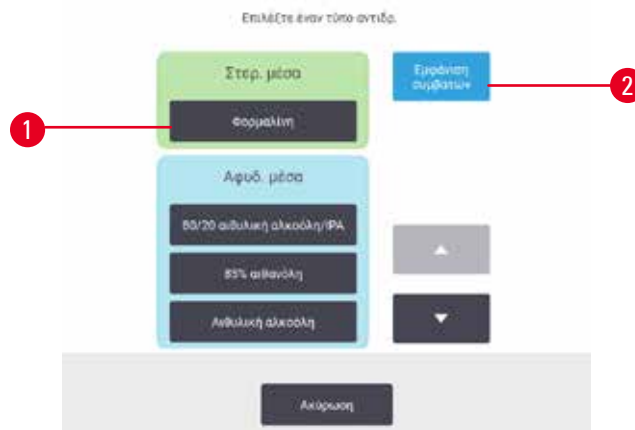 Επιλέξτε έναν τύπο αντιδρ.
Στερ. μέσα
Εμφάνιση
συμβατών
2
Φορμαλίνη
1
Αφυδ. μέσα
80/20 αιθυλική αλκοόλη/IPA
85% αιθανόλη
Αιθυλική αλκοόλη
Ακύρωση